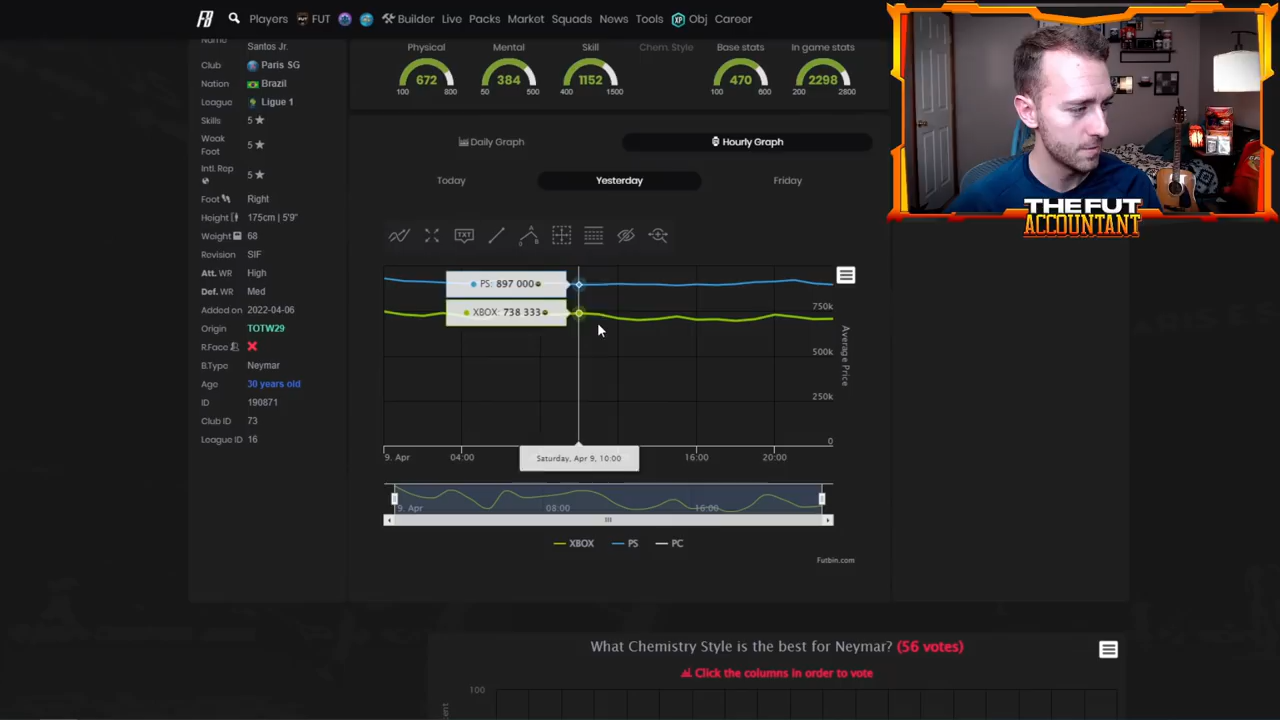 FB Players FUT Builder Live Packs Market Squads News Tools XP Obj Career
Name Santos Jr.
Club Paris SG
Nation Brazil
League Ligue 1
Skills 5★
Weak Foot 5★
Intl. Rep 5★
Foot Right
Height 175cm | 5'9"
Weight 68
Revision SIF
Att. WR High
Def. WR Med
Added on 2022-04-06
Origin TOTW29
R.Face
B.Type Neymar
Age 30 years old
ID 190871
Club ID 73
League ID 16
Physical Mental Skill Chem. Style Base stats In game stats
672 384 1152 470 2298
100 800 50 500 400 1500 100 600 200 2800
Daily Graph Hourly Graph
Today Yesterday Friday
TXT
PS: 897 000
XBOX: 738 333
750k
500k
250k
0
Average Price
9. Apr 04:00 16:00 20:00
Saturday, Apr 9, 10:00
9. Apr 08:00 16:00
XBOX PS PC
Futbin.com
What Chemistry Style is the best for Neymar? (56 votes)
Click the columns in order to vote
100
THE FUT
ACCOUNTANT